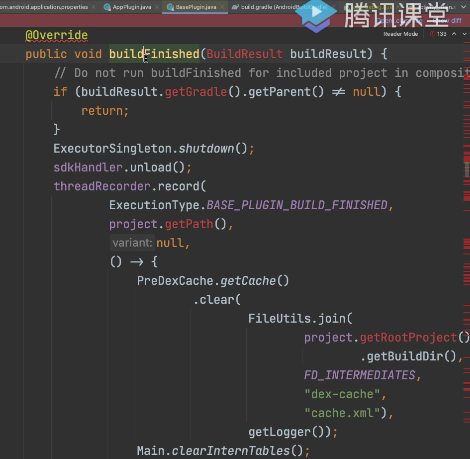 com.android.application.properties AppPlugin.java BasePlugin.java build.gradle (Android
腾讯课堂
Reader Mode 133
@Override
public void buildFinished(BuildResult buildResult) {
// Do not run buildFinished for included project in composit
if (buildResult.getGradle().getParent() ≠ null) {
return;
}
ExecutorSingleton.shutdown();
sdkHandler.unload();
threadRecorder.record(
ExecutionType.BASE_PLUGIN_BUILD_FINISHED,
project.getPath(),
variant: null,
() → {
PreDexCache.getCache()
.clear(
FileUtils.join(
project.getRootProject()
.getBuildDir(),
FD_INTERMEDIATES,
"dex-cache",
"cache.xml"),
getLogger());
Main.clearInternTables();